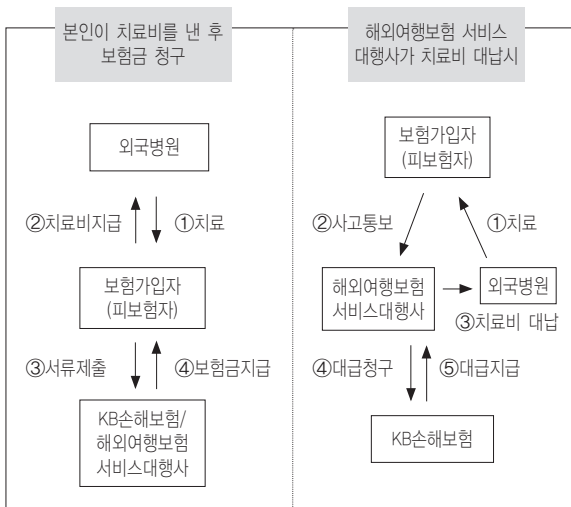 본인이 치료비를 낸 후
보험금 청구
외국병원
②치료비지급
①치료
보험가입자
(피보험자)
③서류제출
④보험금지급
KB손해보험/
해외여행보험
서비스대행사
해외여행보험 서비스
대행사가 치료비 대납시
보험가입자
(피보험자)
②사고통보
①치료
해외여행보험
서비스대행사
외국병원
③치료비 대납
④대급청구
⑤대급지급
KB손해보험